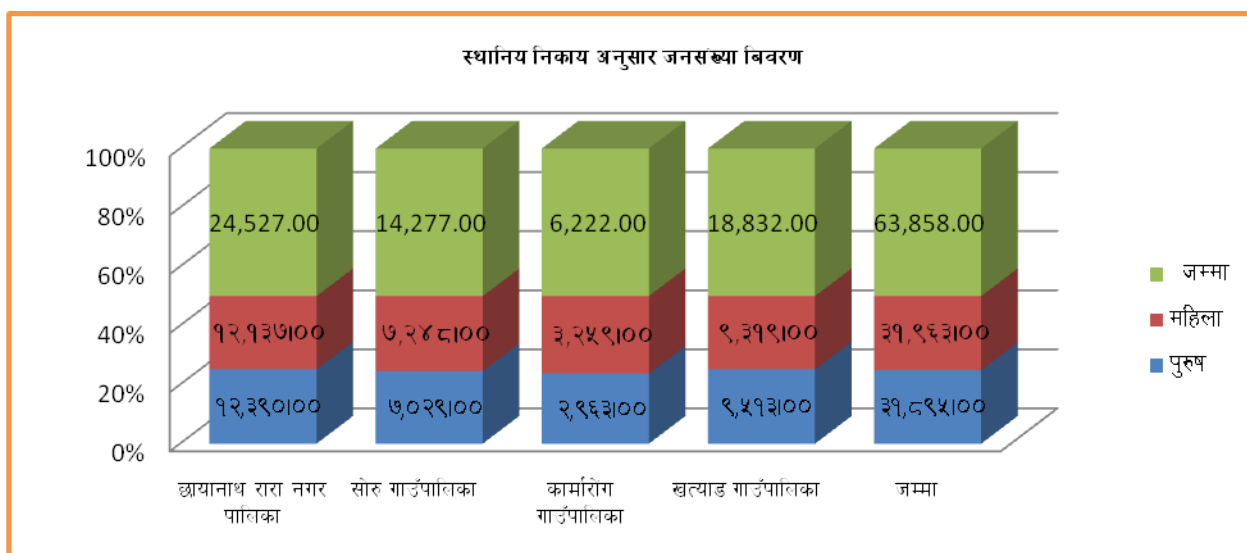 स्थानिय निकाय अनुसार जनसंख्या बिवरण
100%
80%
60%
40%
20%
0%
24,527.00 14,277.00 6,222.00 18,832.00 63,858.00
१२,१३७।०० ७,२४८।०० ३,२५९।०० ९,३१९।०० ३१,९६३।००
१२,३९०।०० ७,०२९।०० २,९६३।०० ९,५१३।०० ३१,८९५।००
छायानाथ रारा नगर पालिका
सोरु गाउँपालिका
कार्मारोंग गाउँपालिका
खत्याड गाउँपालिका
जम्मा
जम्मा
महिला
पुरुष